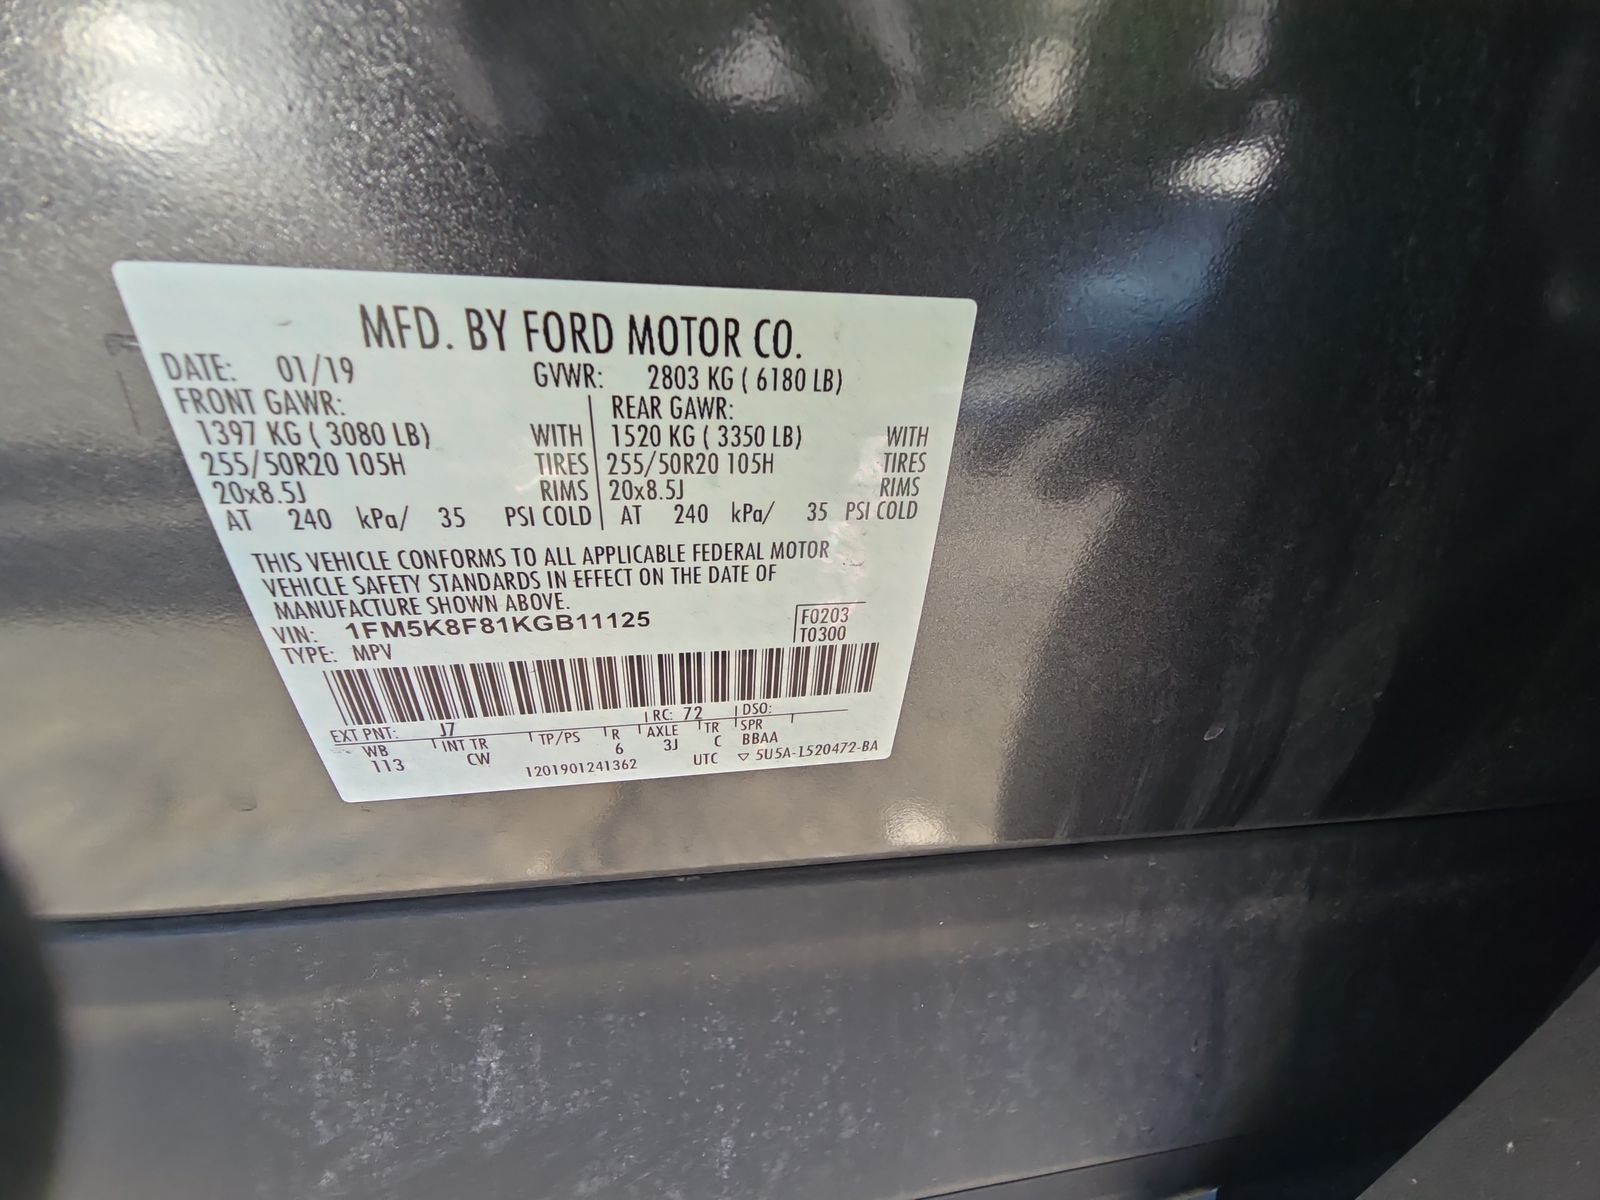 MFD. BY FORD MOTOR CO.
DATE: 01/19 GVWR: 2803 KG ( 6180 LB)
FRONT GAWR: REAR GAWR:
1397 KG ( 3080 LB) WITH 1520 KG ( 3350 LB) WITH
255/50R20 105H TIRES 255/50R20 105H TIRES
20x8.5J RIMS 20x8.5J RIMS
AT 240 kPa/ 35 PSI COLD AT 240 kPa/ 35 PSI COLD
THIS VEHICLE CONFORMS TO ALL APPLICABLE FEDERAL MOTOR
VEHICLE SAFETY STANDARDS IN EFFECT ON THE DATE OF
MANUFACTURE SHOWN ABOVE.
VIN: 1FM5K8F81KGB11125 F0203
TYPE: MPV T0300
EXT PNT: J7 RC: 72 DSO:
WB INT TR TP/PS R AXLE TR SPR
113 CW 6 3J C BBAA
1201901241362 UTC ▽ 5U5A-1520472-BA